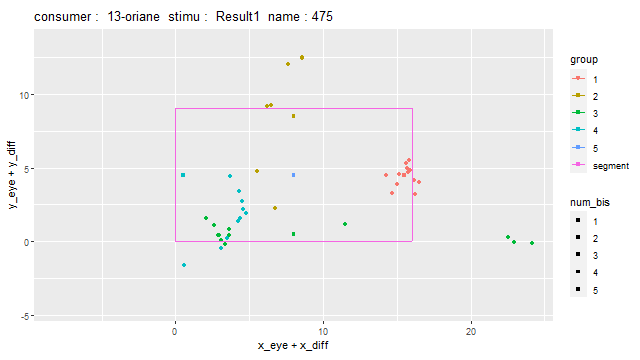 consumer : 13-oriane stimu : Result1 name : 475
y_eye + y_diff
10
5
0
-5
0
10
20
x_eye + x_diff
group
1
2
3
4
5
segment
num_bis
1
2
3
4
5